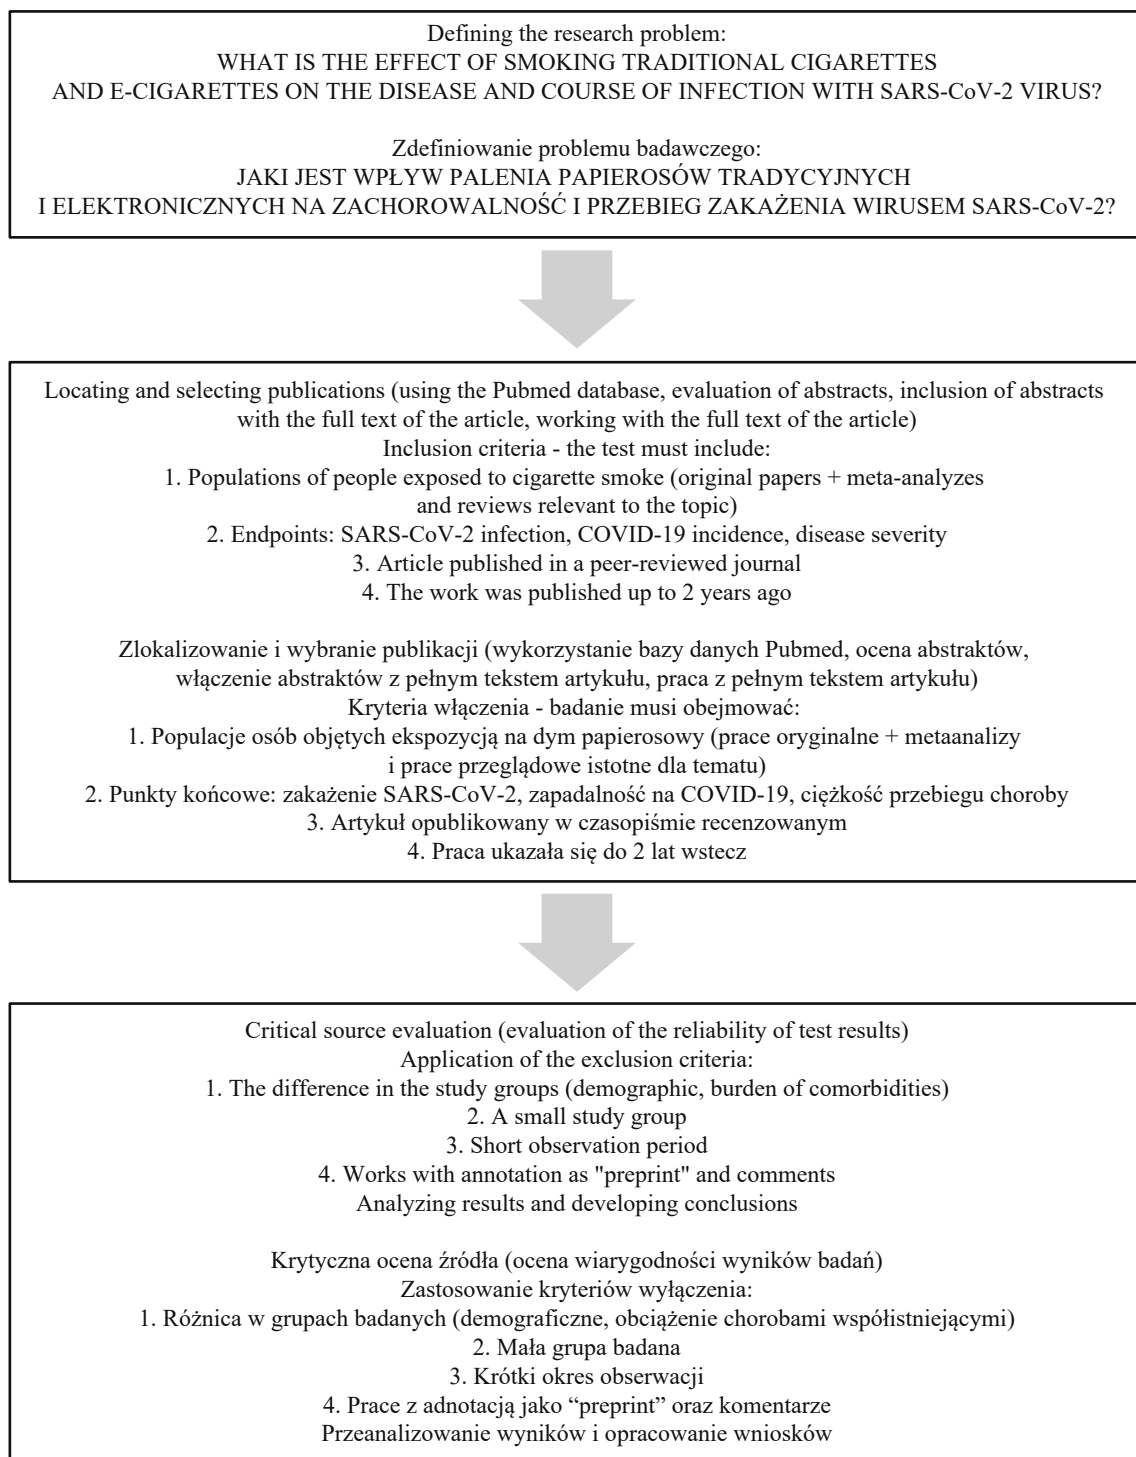 Defining the research problem:
WHAT IS THE EFFECT OF SMOKING TRADITIONAL CIGARETTES
AND E-CIGARETTES ON THE DISEASE AND COURSE OF INFECTION WITH SARS-CoV-2 VIRUS?
Zdefiniowanie problemu badawczego:
JAKI JEST WPŁYW PALENIA PAPIEROSÓW TRADYCYJNYCH
I ELEKTRONICZNYCH NA ZACHOROWALNOŚĆ I PRZEBIEG ZAKAŻENIA WIRUSEM SARS-CoV-2?
Locating and selecting publications (using the Pubmed database, evaluation of abstracts, inclusion of abstracts
with the full text of the article, working with the full text of the article)
Inclusion criteria - the test must include:
1. Populations of people exposed to cigarette smoke (original papers + meta-analyzes
and reviews relevant to the topic)
2. Endpoints: SARS-CoV-2 infection, COVID-19 incidence, disease severity
3. Article published in a peer-reviewed journal
4. The work was published up to 2 years ago
Zlokalizowanie i wybranie publikacji (wykorzystanie bazy danych Pubmed, ocena abstraktów,
włączenie abstraktów z pełnym tekstem artykułu, praca z pełnym tekstem artykułu)
Kryteria włączenia - badanie musi obejmować:
1. Populacje osób objętych ekspozycją na dym papierosowy (prace oryginalne + metaanalizy
i prace przeglądowe istotne dla tematu)
2. Punkty końcowe: zakażenie SARS-CoV-2, zapadalność na COVID-19, ciężkość przebiegu choroby
3. Artykuł opublikowany w czasopiśmie recenzowanym
4. Praca ukazała się do 2 lat wstecz
Critical source evaluation (evaluation of the reliability of test results)
Application of the exclusion criteria:
1. The difference in the study groups (demographic, burden of comorbidities)
2. A small study group
3. Short observation period
4. Works with annotation as "preprint" and comments
Analyzing results and developing conclusions
Krytyczna ocena źródła (ocena wiarygodności wyników badań)
Zastosowanie kryteriów wyłączenia:
1. Różnica w grupach badanych (demograficzne, obciążenie chorobami współistniejącymi)
2. Mała grupa badana
3. Krótki okres obserwacji
4. Prace z adnotacją jako “preprint” oraz komentarze
Przeanalizowanie wyników i opracowanie wniosków